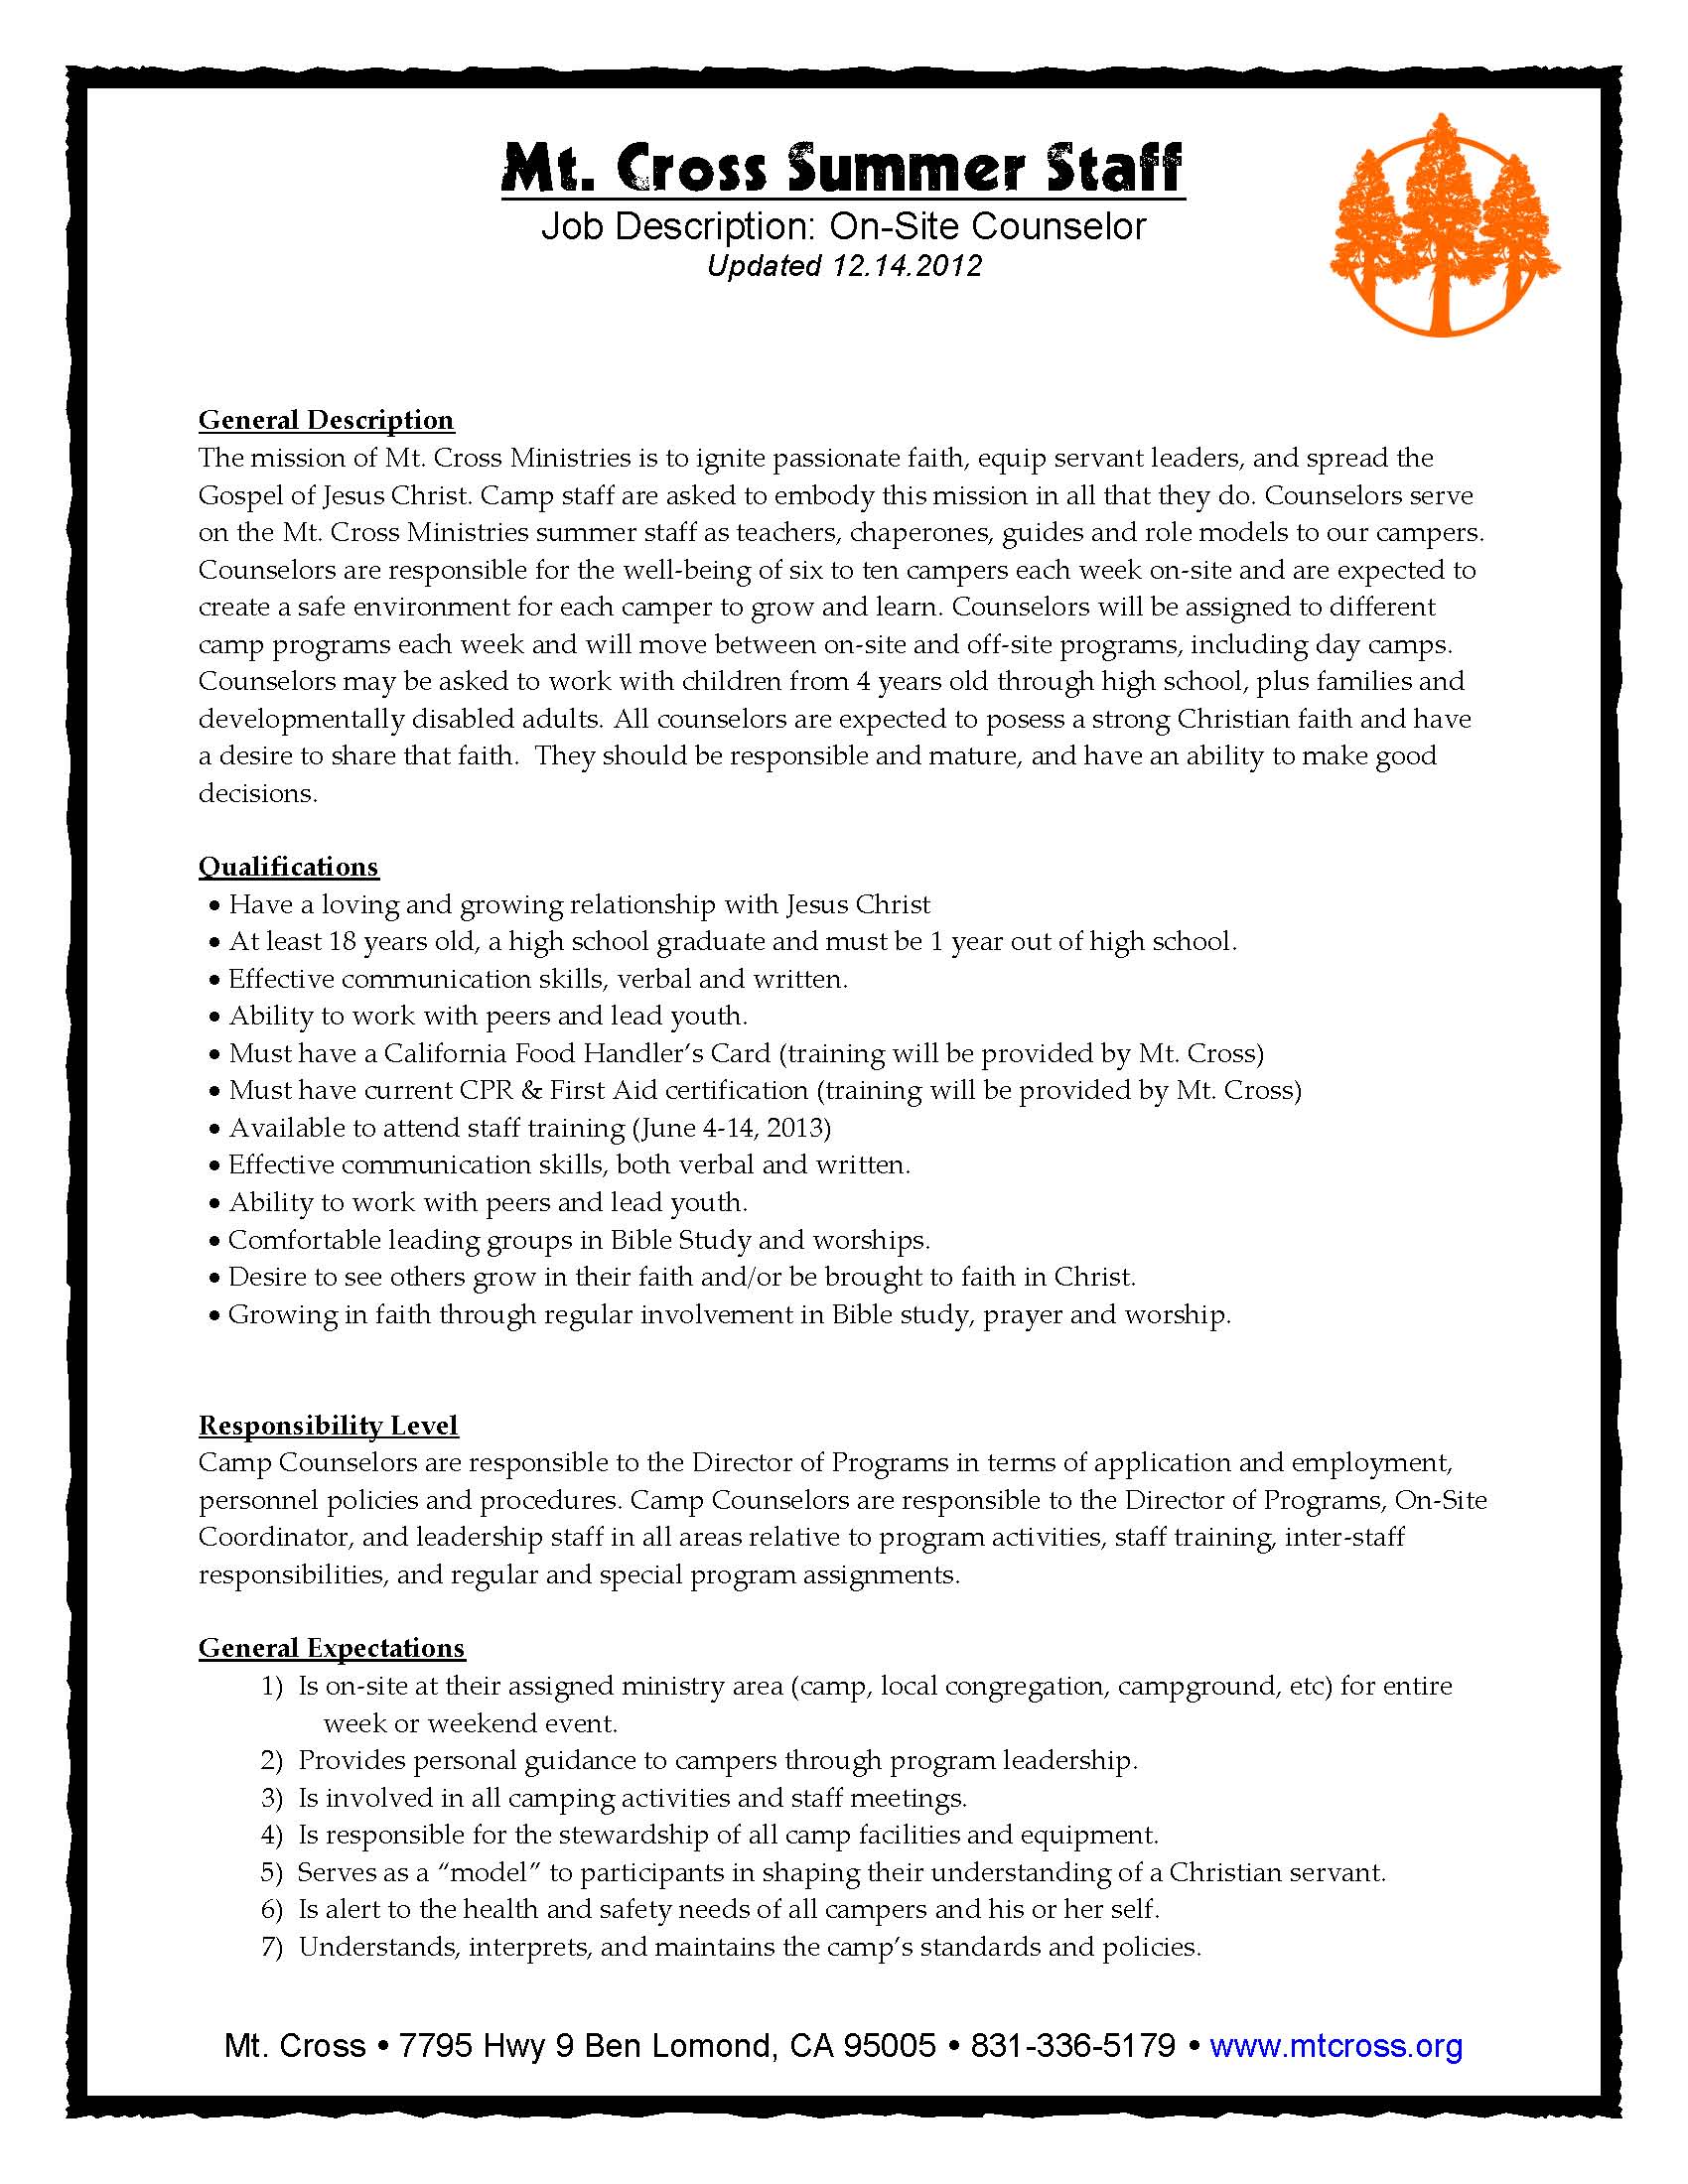 Mt. Cross Summer Staff
Job Description: On-Site Counselor
Updated 12.14.2012
General Description
The mission of Mt. Cross Ministries is to ignite passionate faith, equip servant leaders, and spread the
Gospel of Jesus Christ. Camp staff are asked to embody this mission in all that they do. Counselors serve
on the Mt. Cross Ministries summer staff as teachers, chaperones, guides and role models to our campers.
Counselors are responsible for the well-being of six to ten campers each week on-site and are expected to
create a safe environment for each camper to grow and learn. Counselors will be assigned to different
camp programs each week and will move between on-site and off-site programs, including day camps.
Counselors may be asked to work with children from 4 years old through high school, plus families and
developmentally disabled adults. All counselors are expected to posess a strong Christian faith and have
a desire to share that faith.  They should be responsible and mature, and have an ability to make good
decisions.
Qualifications
• Have a loving and growing relationship with Jesus Christ
• At least 18 years old, a high school graduate and must be 1 year out of high school.
• Effective communication skills, verbal and written.
• Ability to work with peers and lead youth.
• Must have a California Food Handler’s Card (training will be provided by Mt. Cross)
• Must have current CPR & First Aid certification (training will be provided by Mt. Cross)
• Available to attend staff training (June 4-14, 2013)
• Effective communication skills, both verbal and written.
• Ability to work with peers and lead youth.
• Comfortable leading groups in Bible Study and worships.
• Desire to see others grow in their faith and/or be brought to faith in Christ.
• Growing in faith through regular involvement in Bible study, prayer and worship.
Responsibility Level
Camp Counselors are responsible to the Director of Programs in terms of application and employment,
personnel policies and procedures. Camp Counselors are responsible to the Director of Programs, On-Site
Coordinator, and leadership staff in all areas relative to program activities, staff training, inter-staff
responsibilities, and regular and special program assignments.
General Expectations
1) Is on-site at their assigned ministry area (camp, local congregation, campground, etc) for entire
week or weekend event.
2) Provides personal guidance to campers through program leadership.
3) Is involved in all camping activities and staff meetings.
4) Is responsible for the stewardship of all camp facilities and equipment.
5) Serves as a “model” to participants in shaping their understanding of a Christian servant.
6) Is alert to the health and safety needs of all campers and his or her self.
7) Understands, interprets, and maintains the camp’s standards and policies.
Mt. Cross • 7795 Hwy 9 Ben Lomond, CA 95005 • 831-336-5179 • www.mtcross.org